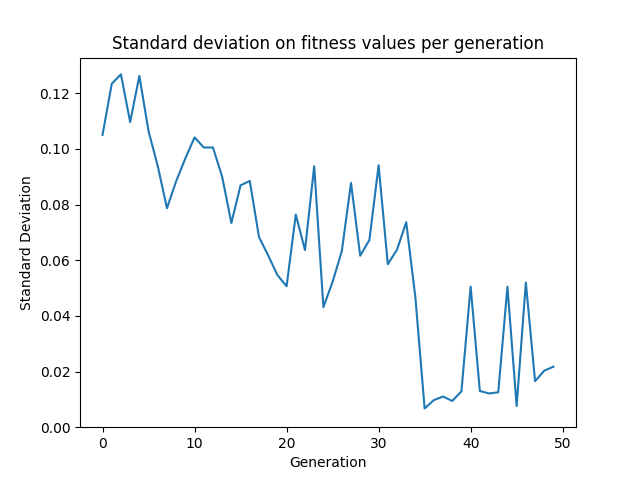 Standard deviation on fitness values per generation
0.12
0.10
0.08
0.06
0.04
0.02
0.00
Standard Deviation
0 10 20 30 40 50
Generation